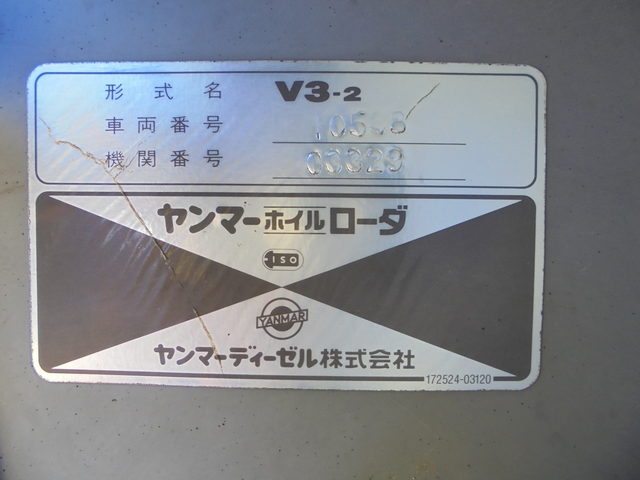 形式名 V3-2
車両番号
機関番号
ヤンマーホイルローダ
ISO
YANMAR
ヤンマーディーゼル株式会社
172524-03120